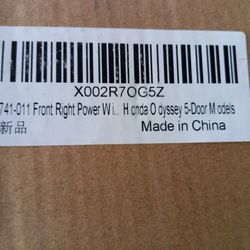 X002R7OG5Z
741-011 Front Right Power Wi... Honda Odyssey 5-Door Models
新品
Made in China